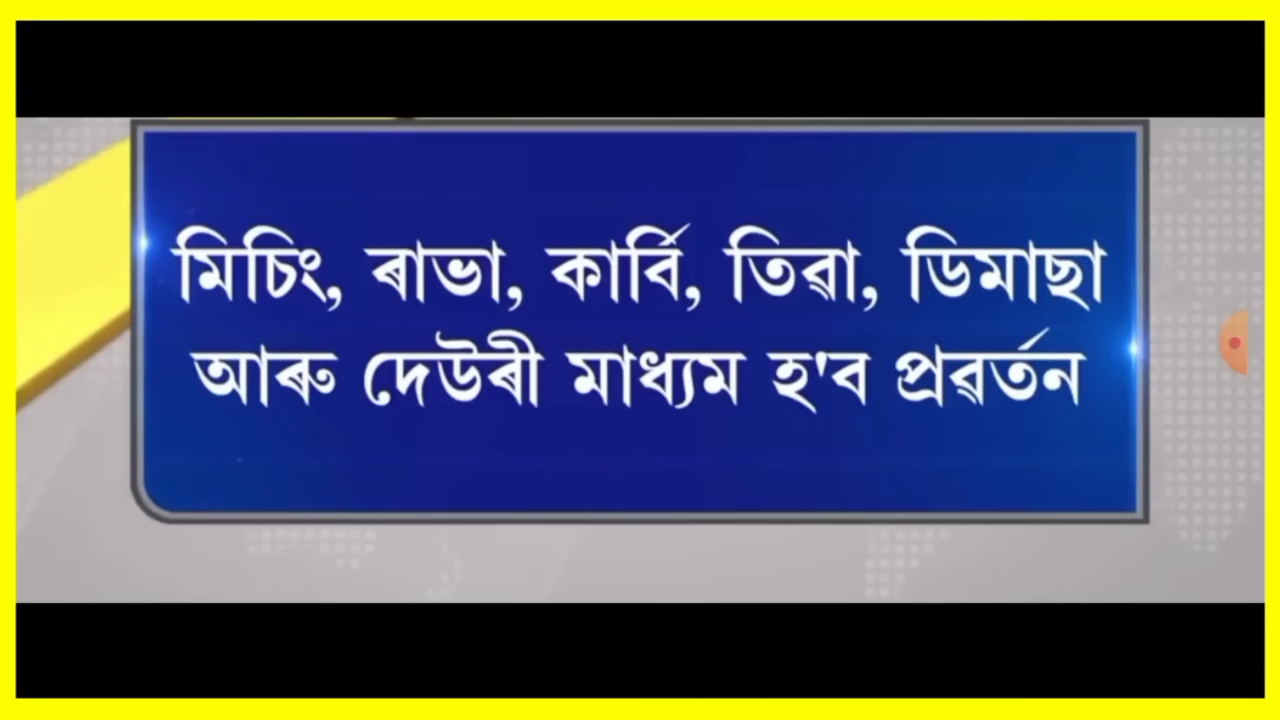 মিচিং, ৰাভা, কাৰ্বি, তিৱা, ডিমাছা
আৰু দেউৰী মাধ্যম হ'ব প্ৰৱৰ্তন